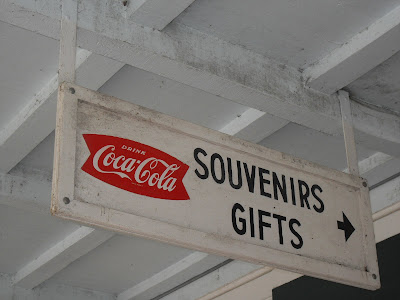 DRINK
Coca-Cola
SOUVENIRS
GIFTS